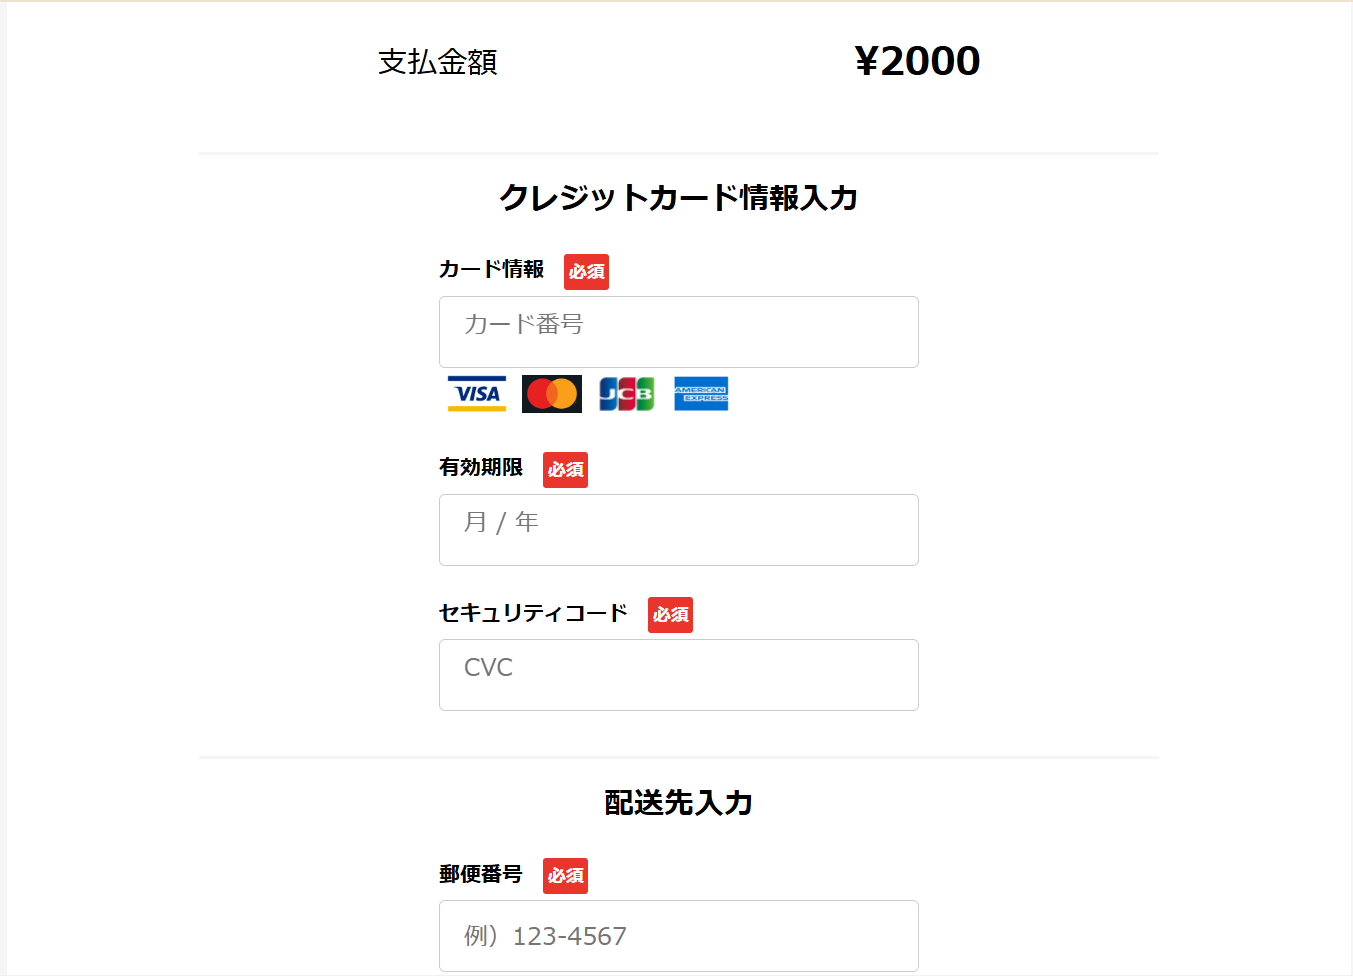 支払金額 ¥2000
クレジットカード情報入力
カード情報 必須
カード番号
VISA JCB AMERICAN EXPRESS
有効期限 必須
月 / 年
セキュリティコード 必須
CVC
配送先入力
郵便番号 必須
例）123-4567